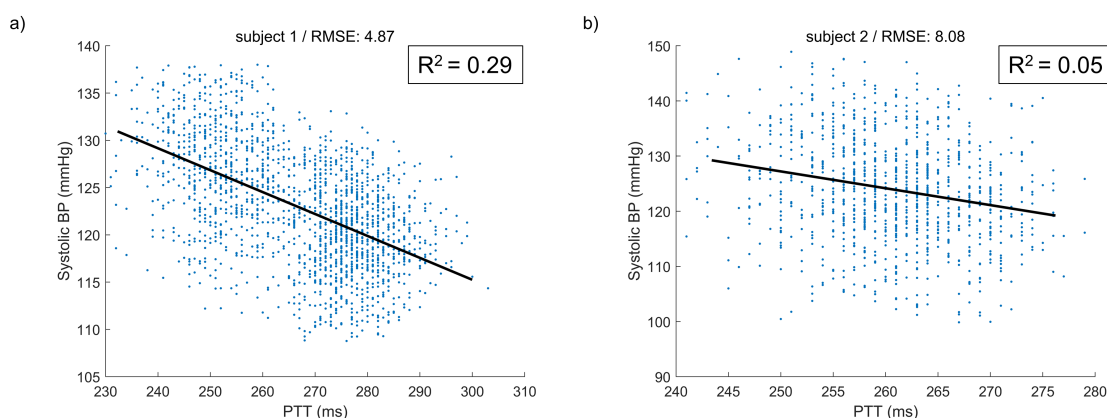 a)
subject 1 / RMSE: 4.87
R² = 0.29
140
135
130
125
120
115
110
105
Systolic BP (mmHg)
230 240 250 260 270 280 290 300 310
PTT (ms)
b)
subject 2 / RMSE: 8.08
R² = 0.05
150
140
130
120
110
100
90
Systolic BP (mmHg)
240 245 250 255 260 265 270 275 280
PTT (ms)